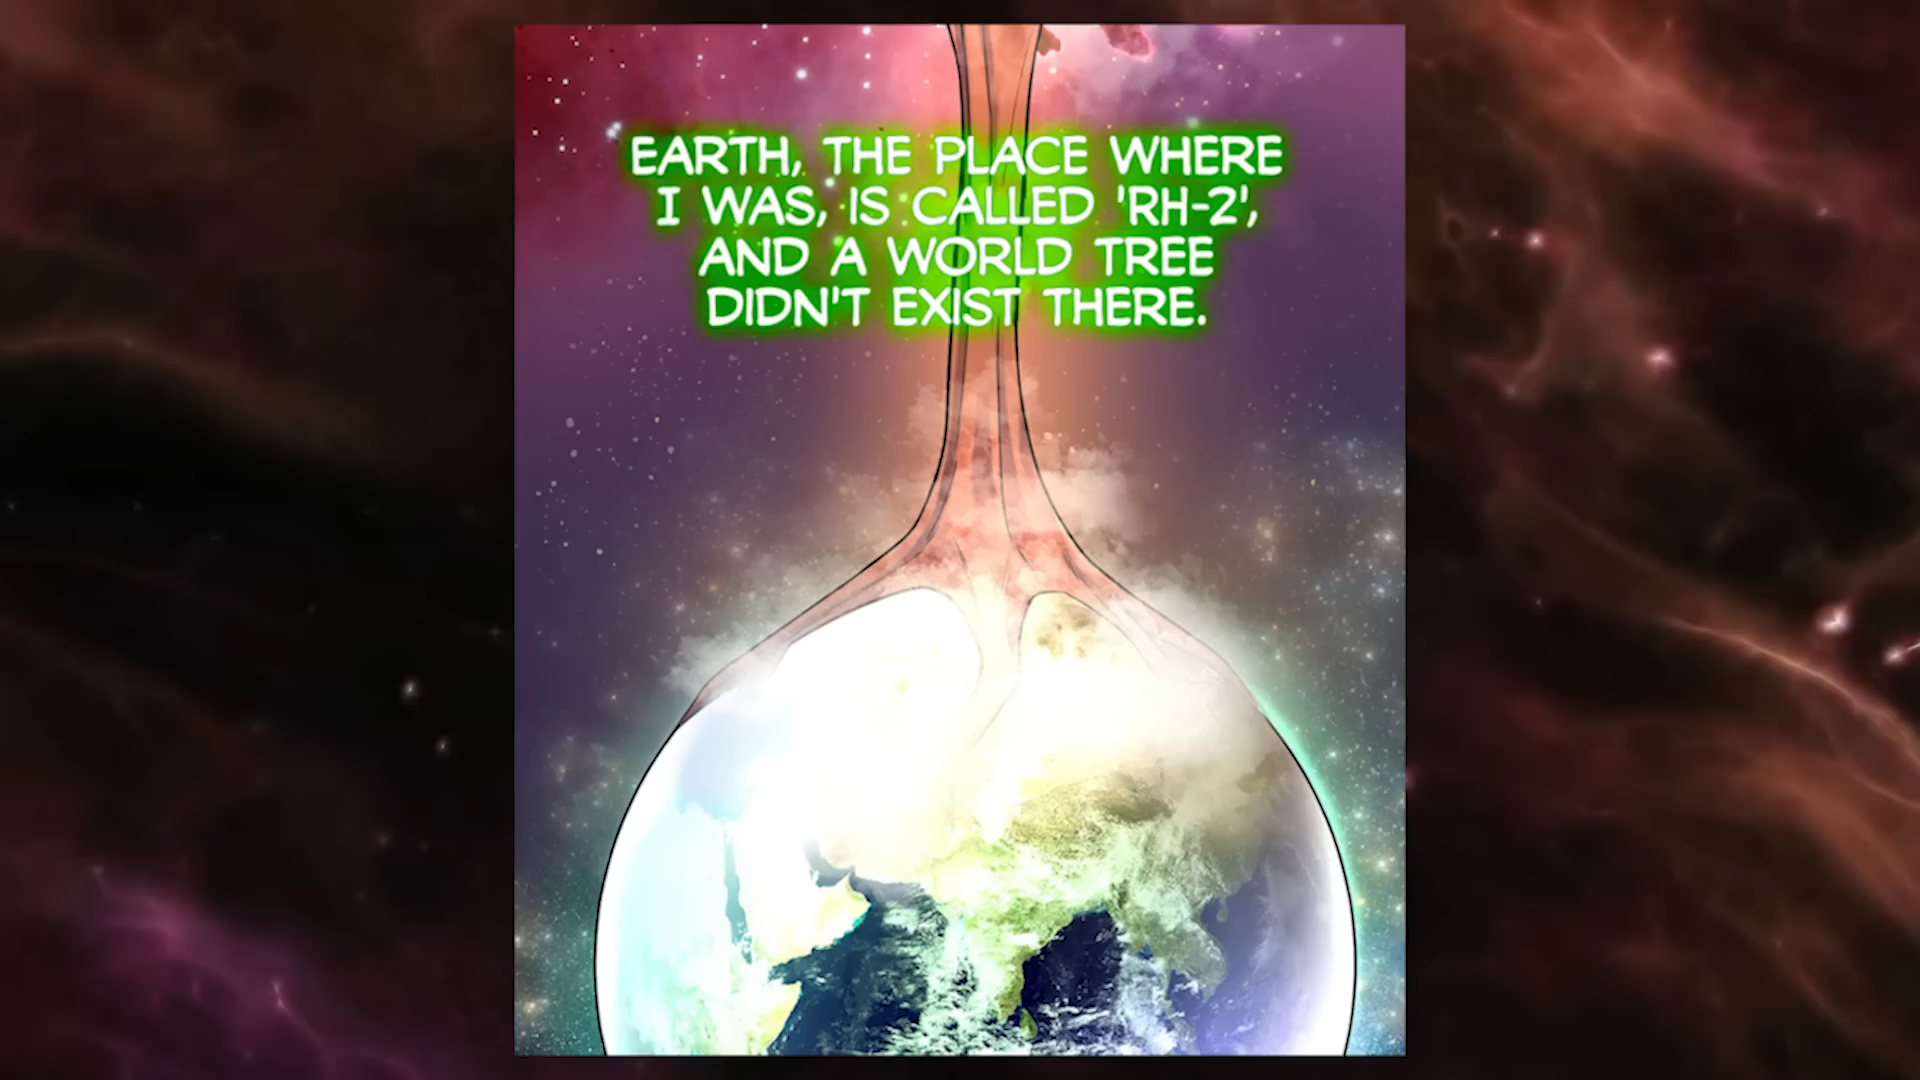 EARTH, THE PLACE WHERE
I WAS, IS CALLED 'RH-2',
AND A WORLD TREE
DIDN'T EXIST THERE.